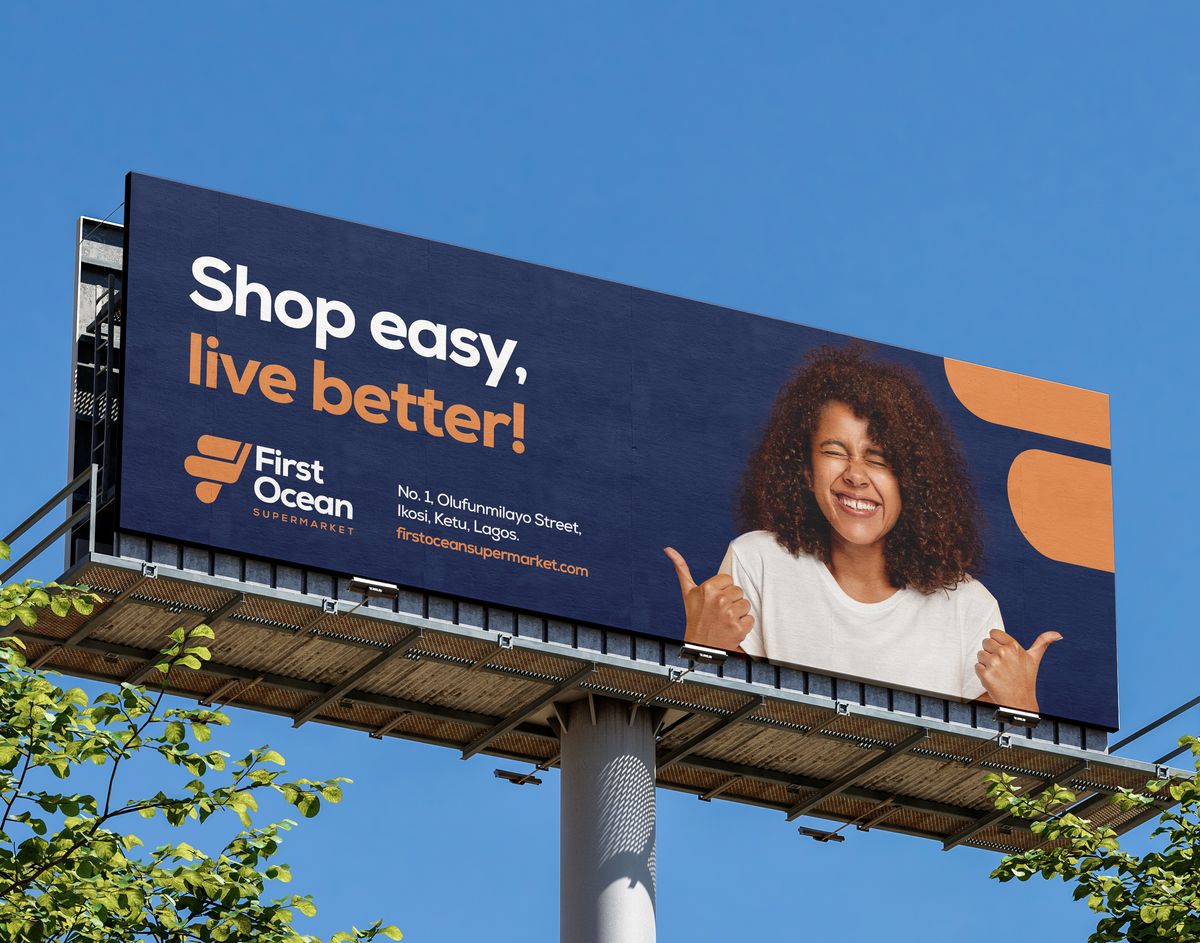 Shop easy,
live better!
First
Ocean
SUPERMARKET
No. 1, Olufunmilayo Street,
Ikosi, Ketu, Lagos.
firstoceansupermarket.com